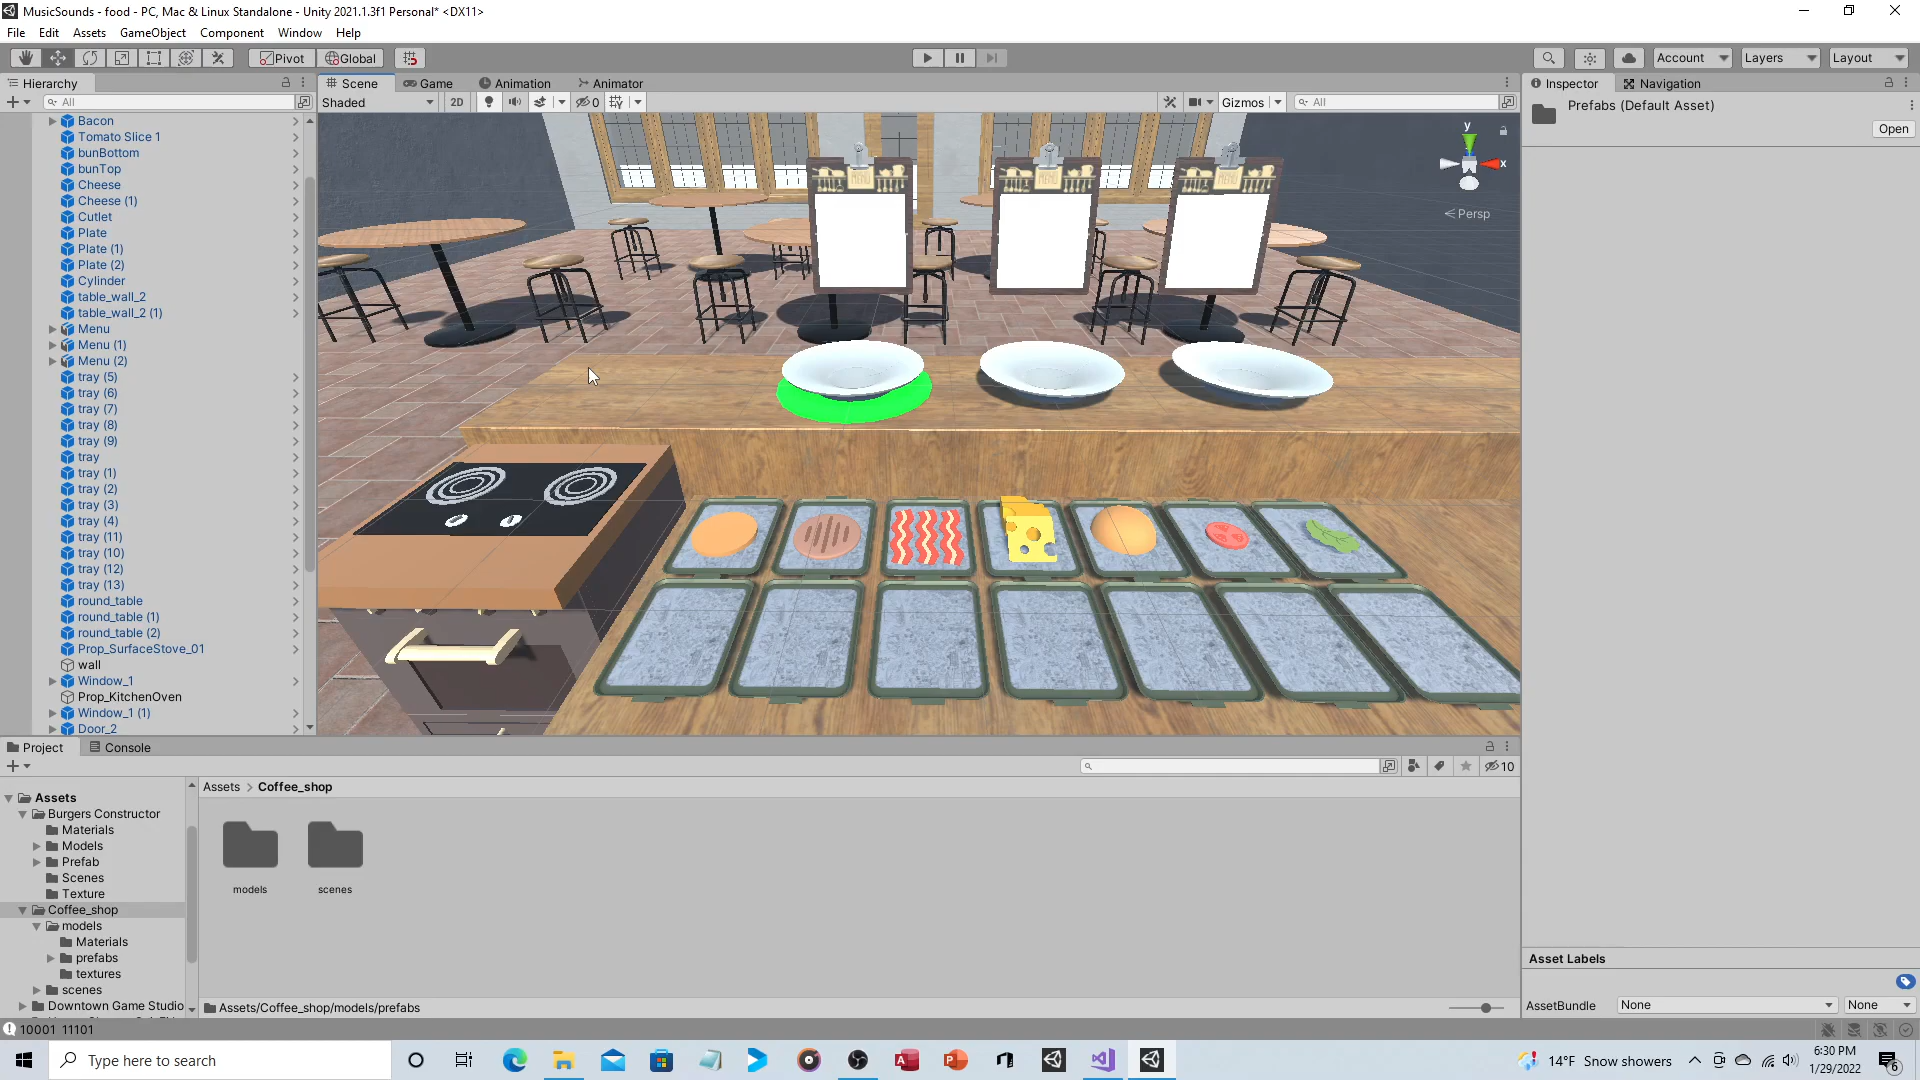 MusicSounds - food - PC, Mac & Linux Standalone - Unity 2021.1.3f1 Personal* <DX11>
File Edit Assets GameObject Component Window Help
Pivot Global Account Layers Layout
Hierarchy Scene Game Animation Animator Inspector Navigation
All Shaded 2D 0 Gizmos All
Prefabs (Default Asset)
Open
Bacon
Tomato Slice 1
bunBottom
bunTop
Cheese
Cheese (1)
Cutlet
Plate
Plate (1)
Plate (2)
Cylinder
table_wall_2
table_wall_2 (1)
Menu
Menu (1)
Menu (2)
tray (5)
tray (6)
tray (7)
tray (8)
tray (9)
tray
tray (1)
tray (2)
tray (3)
tray (4)
tray (11)
tray (10)
tray (12)
tray (13)
round_table
round_table (1)
round_table (2)
Prop_SurfaceStove_01
wall
Window_1
Prop_KitchenOven
Window_1 (1)
Door_2
y
x
Persp
MENU MENU MENU
Project Console
10
Assets
Burgers Constructor
Materials
Models
Prefab
Scenes
Texture
Coffee_shop
models
Materials
prefabs
textures
scenes
Downtown Game Studio
Assets > Coffee_shop
models scenes
Assets/Coffee_shop/models/prefabs
Asset Labels
AssetBundle None None
10001 11101
Type here to search
14°F Snow showers
6:30 PM
1/29/2022
6